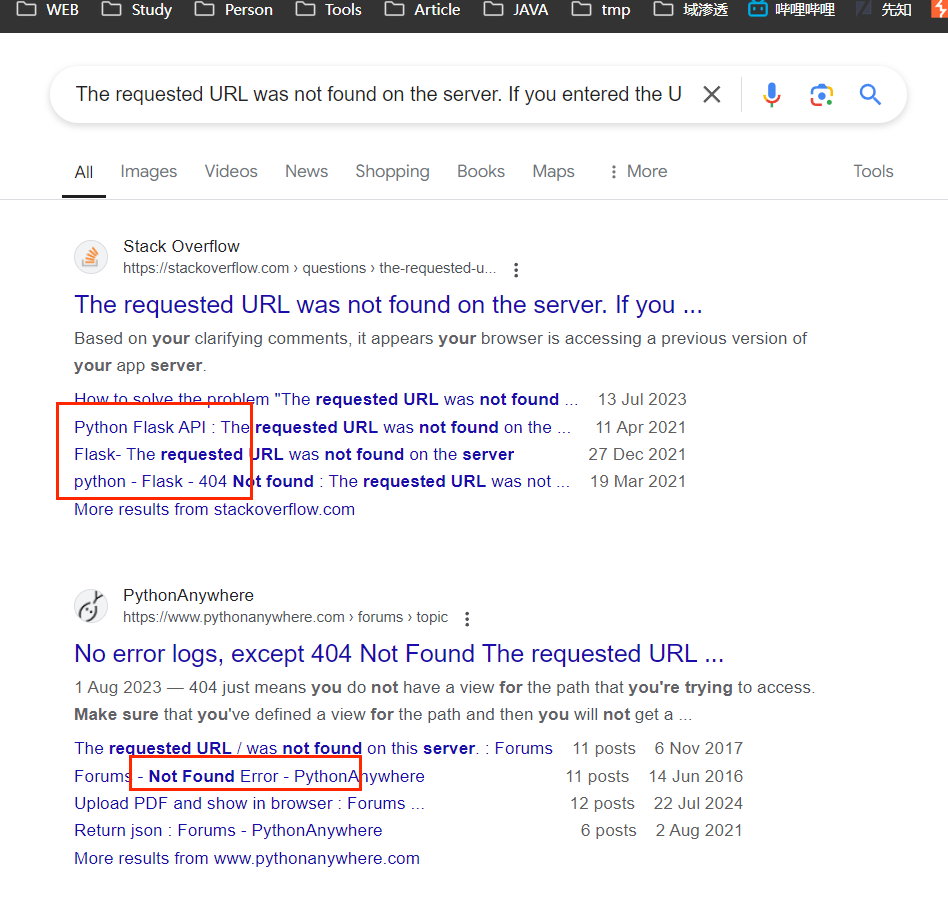 WEB Study Person Tools Article JAVA tmp 域渗透 哔哩哔哩 先知
The requested URL was not found on the server. If you entered the U
All Images Videos News Shopping Books Maps More Tools
Stack Overflow
https://stackoverflow.com › questions › the-requested-u...
The requested URL was not found on the server. If you ...
Based on your clarifying comments, it appears your browser is accessing a previous version of
your app server.
How to solve the problem "The requested URL was not found ... 13 Jul 2023
Python Flask API : The requested URL was not found on the ... 11 Apr 2021
Flask- The requested URL was not found on the server 27 Dec 2021
python - Flask - 404 Not found : The requested URL was not ... 19 Mar 2021
More results from stackoverflow.com
PythonAnywhere
https://www.pythonanywhere.com › forums › topic
No error logs, except 404 Not Found The requested URL ...
1 Aug 2023 — 404 just means you do not have a view for the path that you're trying to access.
Make sure that you've defined a view for the path and then you will not get a ...
The requested URL / was not found on this server. : Forums 11 posts 6 Nov 2017
Forums - Not Found Error - PythonAnywhere 11 posts 14 Jun 2016
Upload PDF and show in browser : Forums ... 12 posts 22 Jul 2024
Return json : Forums - PythonAnywhere 6 posts 2 Aug 2021
More results from www.pythonanywhere.com